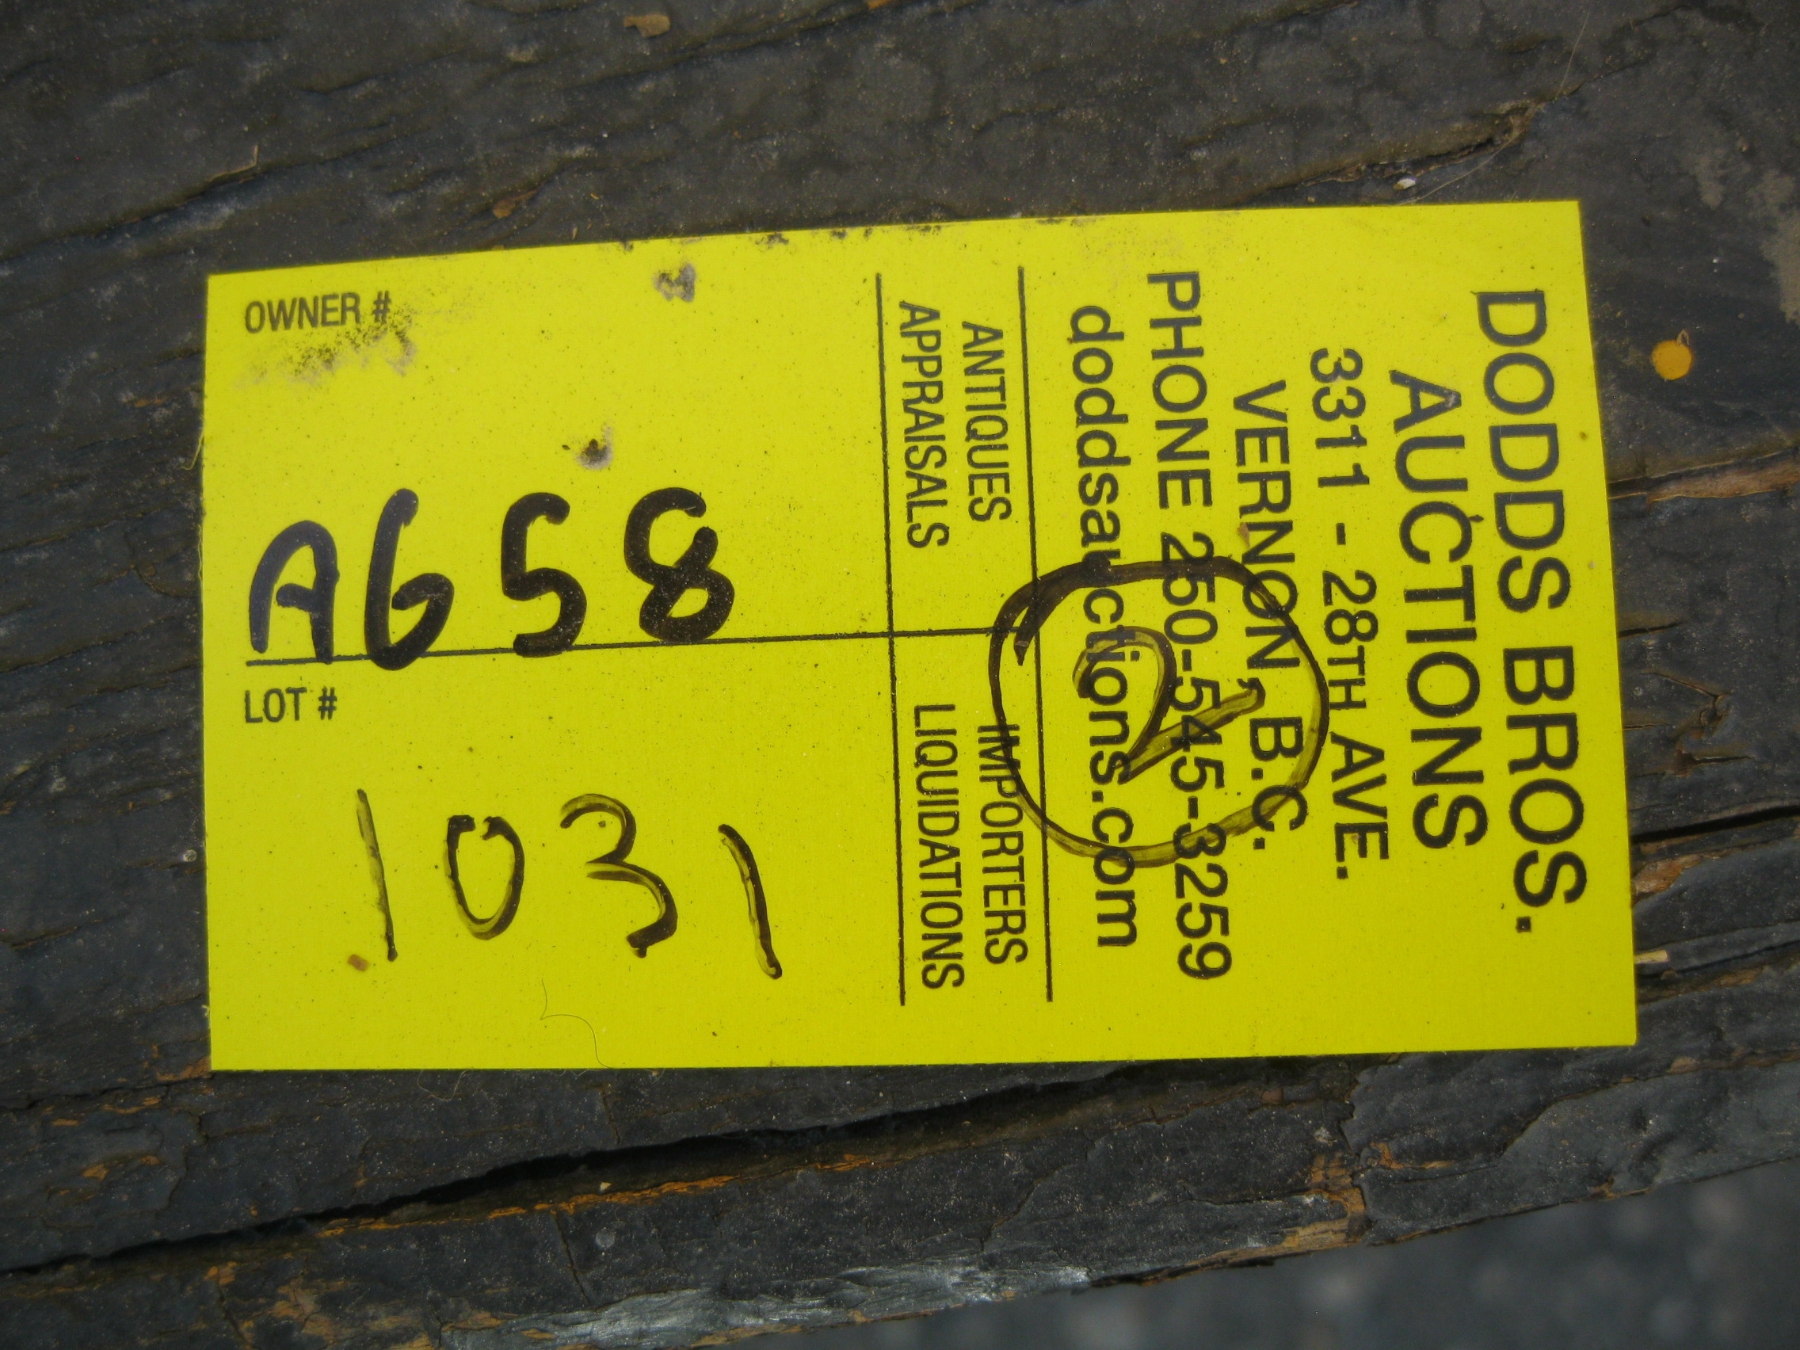 DODDS BROS.
AUCTIONS
3311 - 28TH AVE.
VERNON, B.C.
PHONE 250-545-3259
doddsauctions.com
2
ANTIQUES IMPORTERS
APPRAISALS LIQUIDATIONS
OWNER #
A658
LOT #
1031